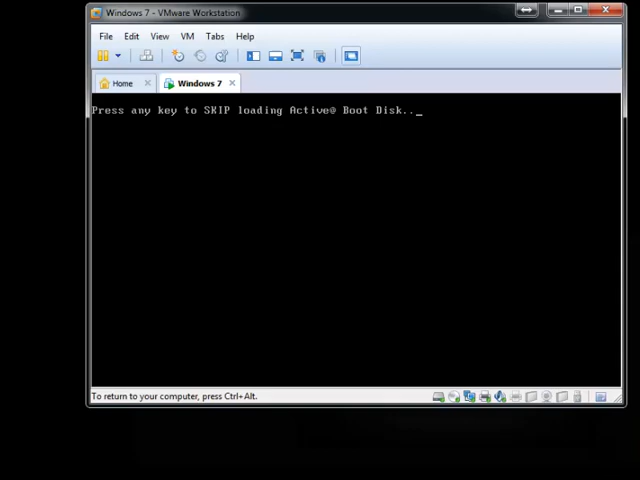 Windows 7 - VMware Workstation
File Edit View VM Tabs Help
Home Windows 7
Press any key to SKIP loading Active@ Boot Disk.._
To return to your computer, press Ctrl+Alt.